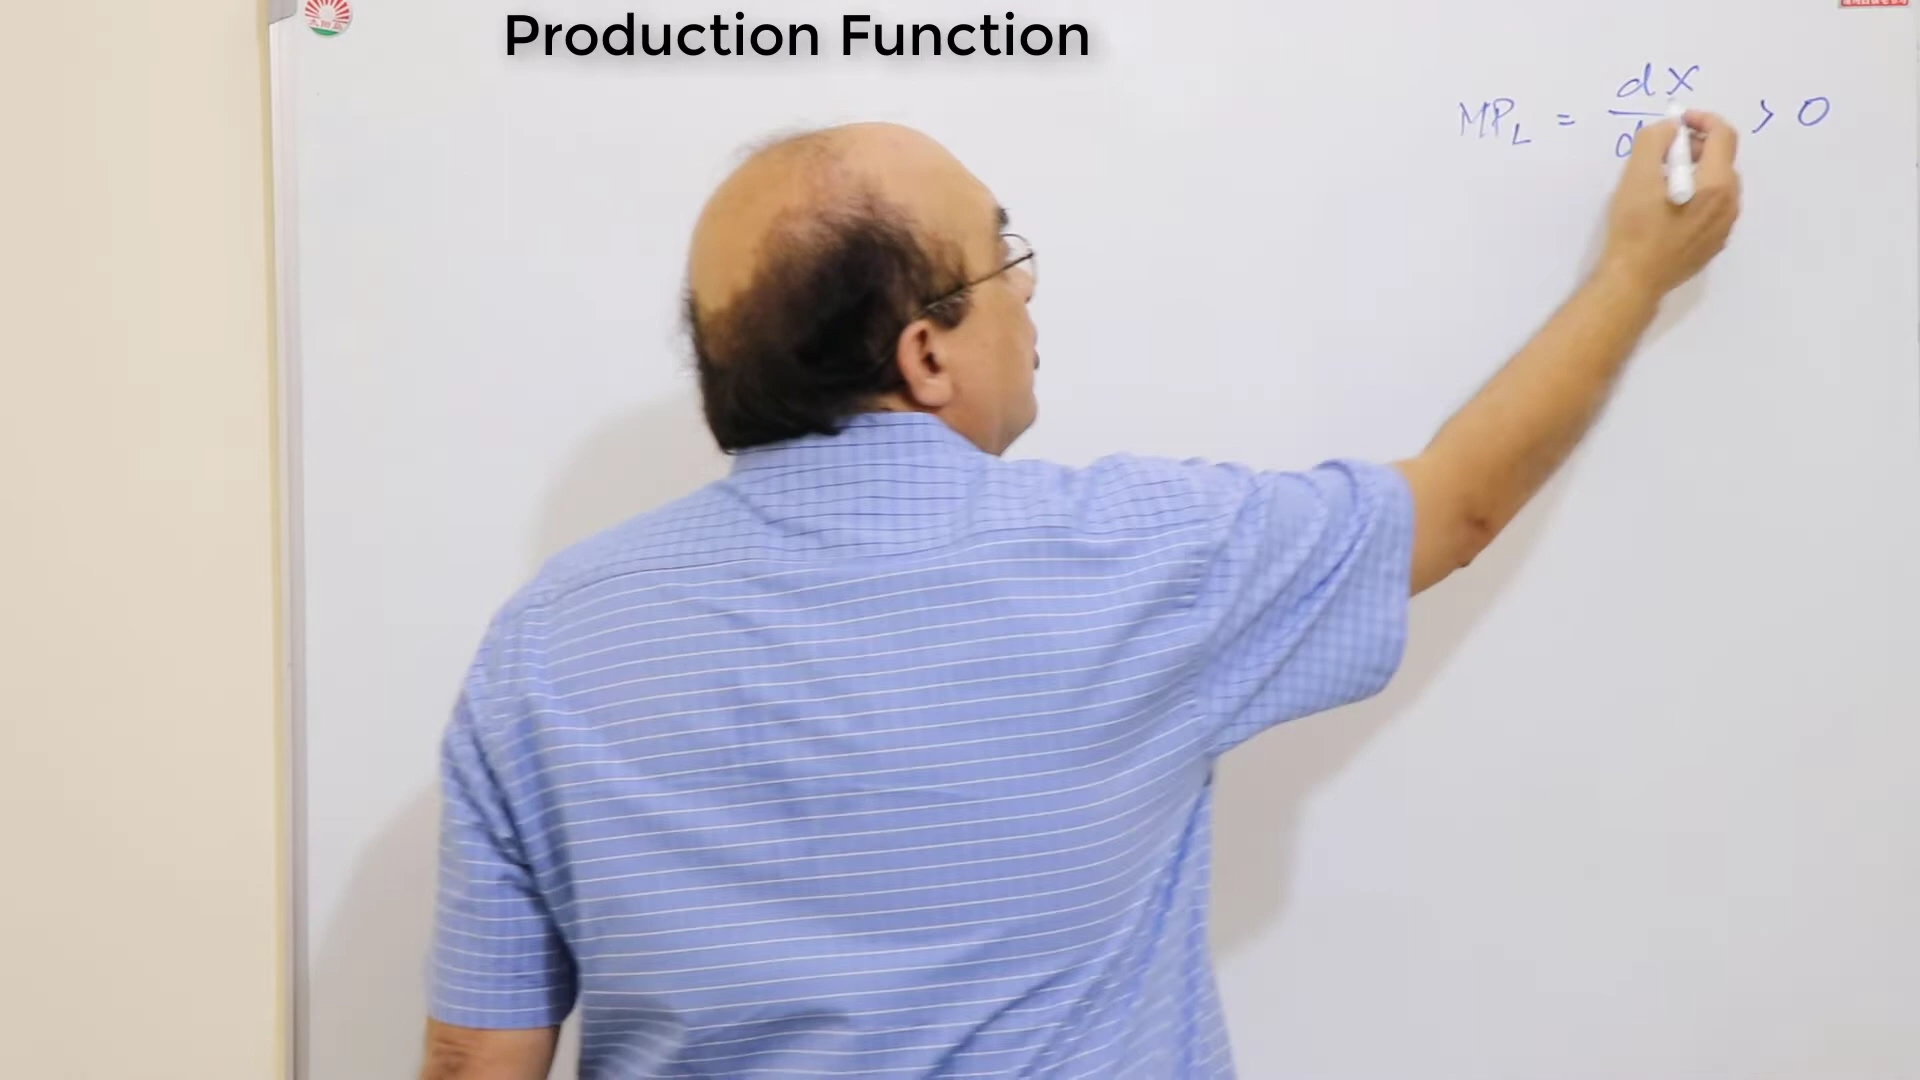 Production Function
MP_L = dX / d > 0